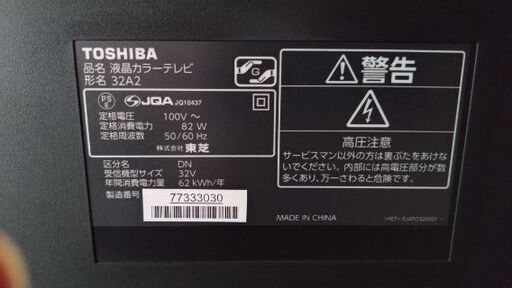 TOSHIBA
品名 液晶カラーテレビ
形名 32A2
G
PS
E
JQA JQ10437
定格電圧 100V ～
定格消費電力 82 W
定格周波数 50/60 Hz
株式会社 東芝
区分名 DN
受信機型サイズ 32V
年間消費電力量 62 kWh/年
製造番号 77333030
警告
高圧注意
サービスマン以外の方は裏ぶたをあけな
いでください。内部には高電圧部分が数
多くあり、万一さわると危険です。
MADE IN CHINA
>PET<